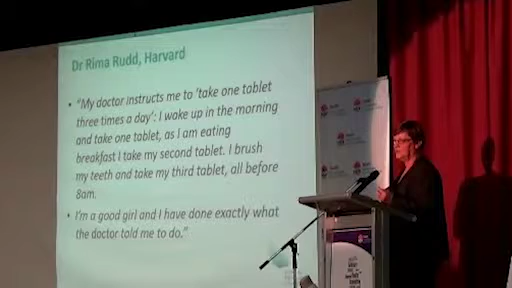 Dr Rima Rudd, Harvard
• "My doctor instructs me to 'take one tablet
three times a day': I wake up in the morning
and take one tablet, as I am eating
breakfast I take my second tablet. I brush
my teeth and take my third tablet, all before
8am.
• I'm a good girl and I have done exactly what
the doctor told me to do."